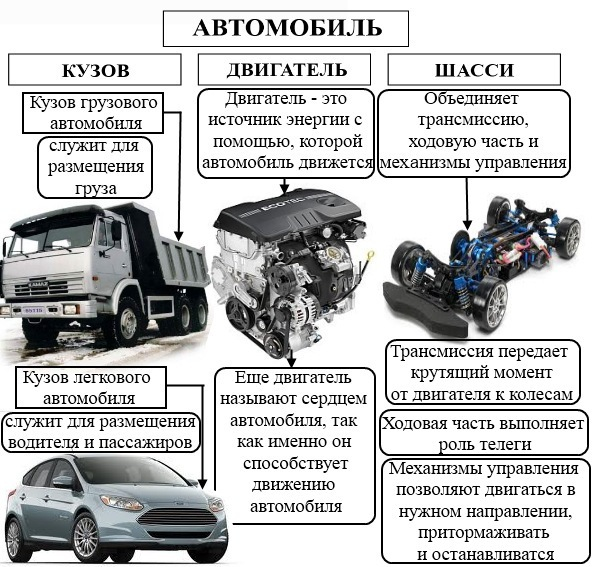 АВТОМОБИЛЬ
КУЗОВ
Кузов грузового
автомобиля
служит для
размещения
груза
КАМАЗ
65115
Кузов легкового
автомобиля
служит для размещения
водителя и пассажиров
ДВИГАТЕЛЬ
Двигатель - это
источник энергии с
помощью, которой
автомобиль движется
ECOTEC
Еще двигатель
называют сердцем
автомобиля, так
как именно он
способствует
движению
автомобиля
ШАССИ
Объединяет
трансмиссию,
ходовую часть и
механизмы управления
Трансмиссия передает
крутящий момент
от двигателя к колесам
Ходовая часть выполняет
роль телеги
Механизмы управления
позволяют двигаться в
нужном направлении,
притормаживать
и останавливатся